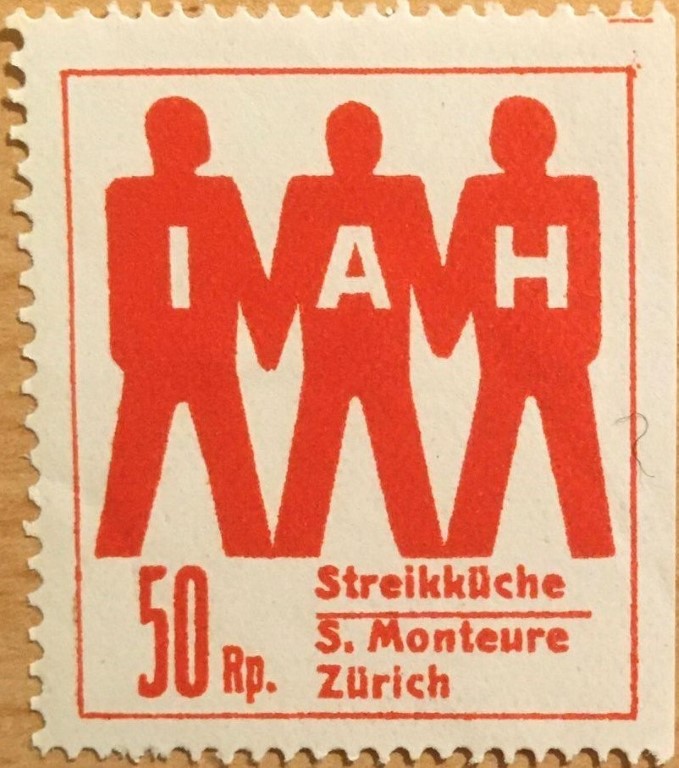 I A H
50 Rp.
Streikküche
S. Monteure
Zürich